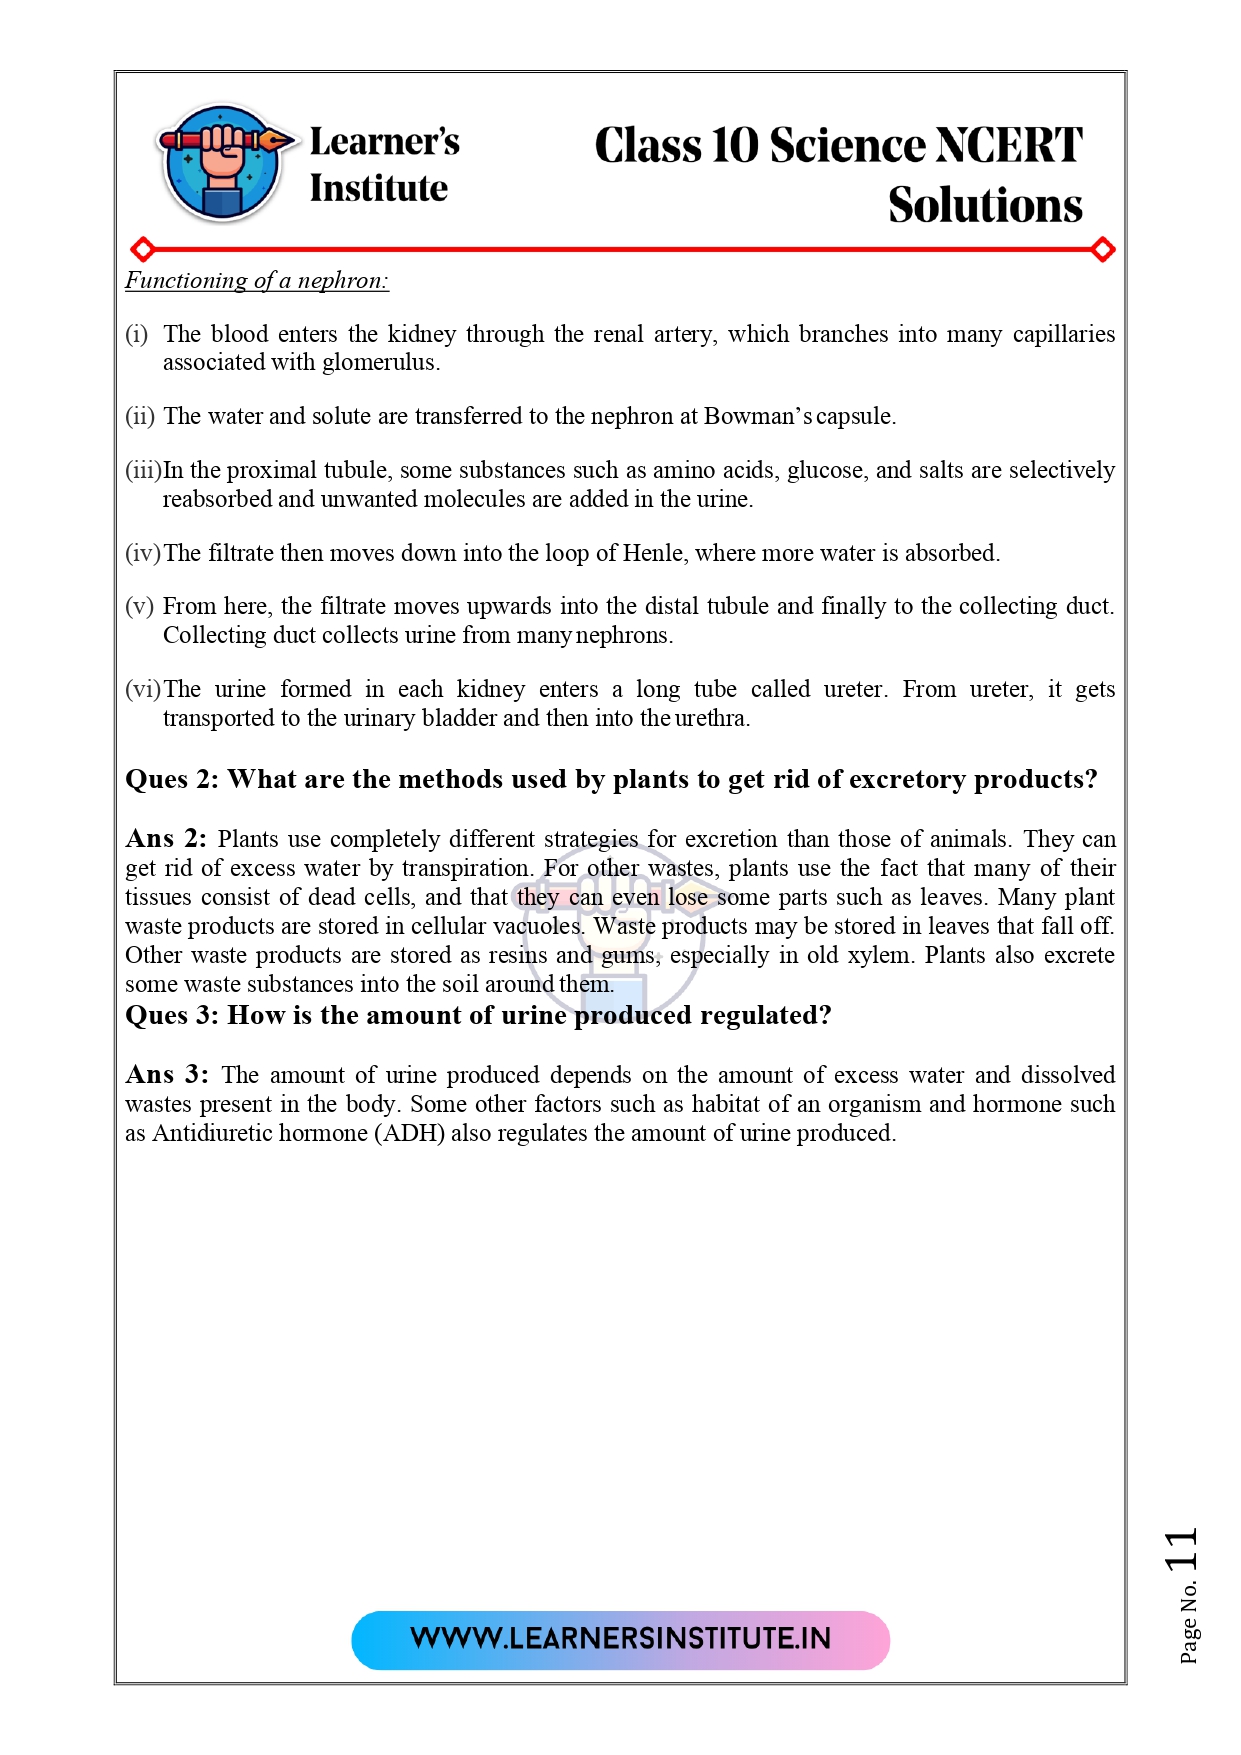 Learner's
Institute
Class 10 Science NCERT
Solutions
Functioning of a nephron:
(i) The blood enters the kidney through the renal artery, which branches into many capillaries
associated with glomerulus.
(ii) The water and solute are transferred to the nephron at Bowman's capsule.
(iii) In the proximal tubule, some substances such as amino acids, glucose, and salts are selectively
reabsorbed and unwanted molecules are added in the urine.
(iv) The filtrate then moves down into the loop of Henle, where more water is absorbed.
(v) From here, the filtrate moves upwards into the distal tubule and finally to the collecting duct.
Collecting duct collects urine from many nephrons.
(vi) The urine formed in each kidney enters a long tube called ureter. From ureter, it gets
transported to the urinary bladder and then into the urethra.
Ques 2: What are the methods used by plants to get rid of excretory products?
Ans 2: Plants use completely different strategies for excretion than those of animals. They can
get rid of excess water by transpiration. For other wastes, plants use the fact that many of their
tissues consist of dead cells, and that they can even lose some parts such as leaves. Many plant
waste products are stored in cellular vacuoles. Waste products may be stored in leaves that fall off.
Other waste products are stored as resins and gums, especially in old xylem. Plants also excrete
some waste substances into the soil around them.
Ques 3: How is the amount of urine produced regulated?
Ans 3: The amount of urine produced depends on the amount of excess water and dissolved
wastes present in the body. Some other factors such as habitat of an organism and hormone such
as Antidiuretic hormone (ADH) also regulates the amount of urine produced.
Page No. 11
WWW.LEARNERSINSTITUTE.IN